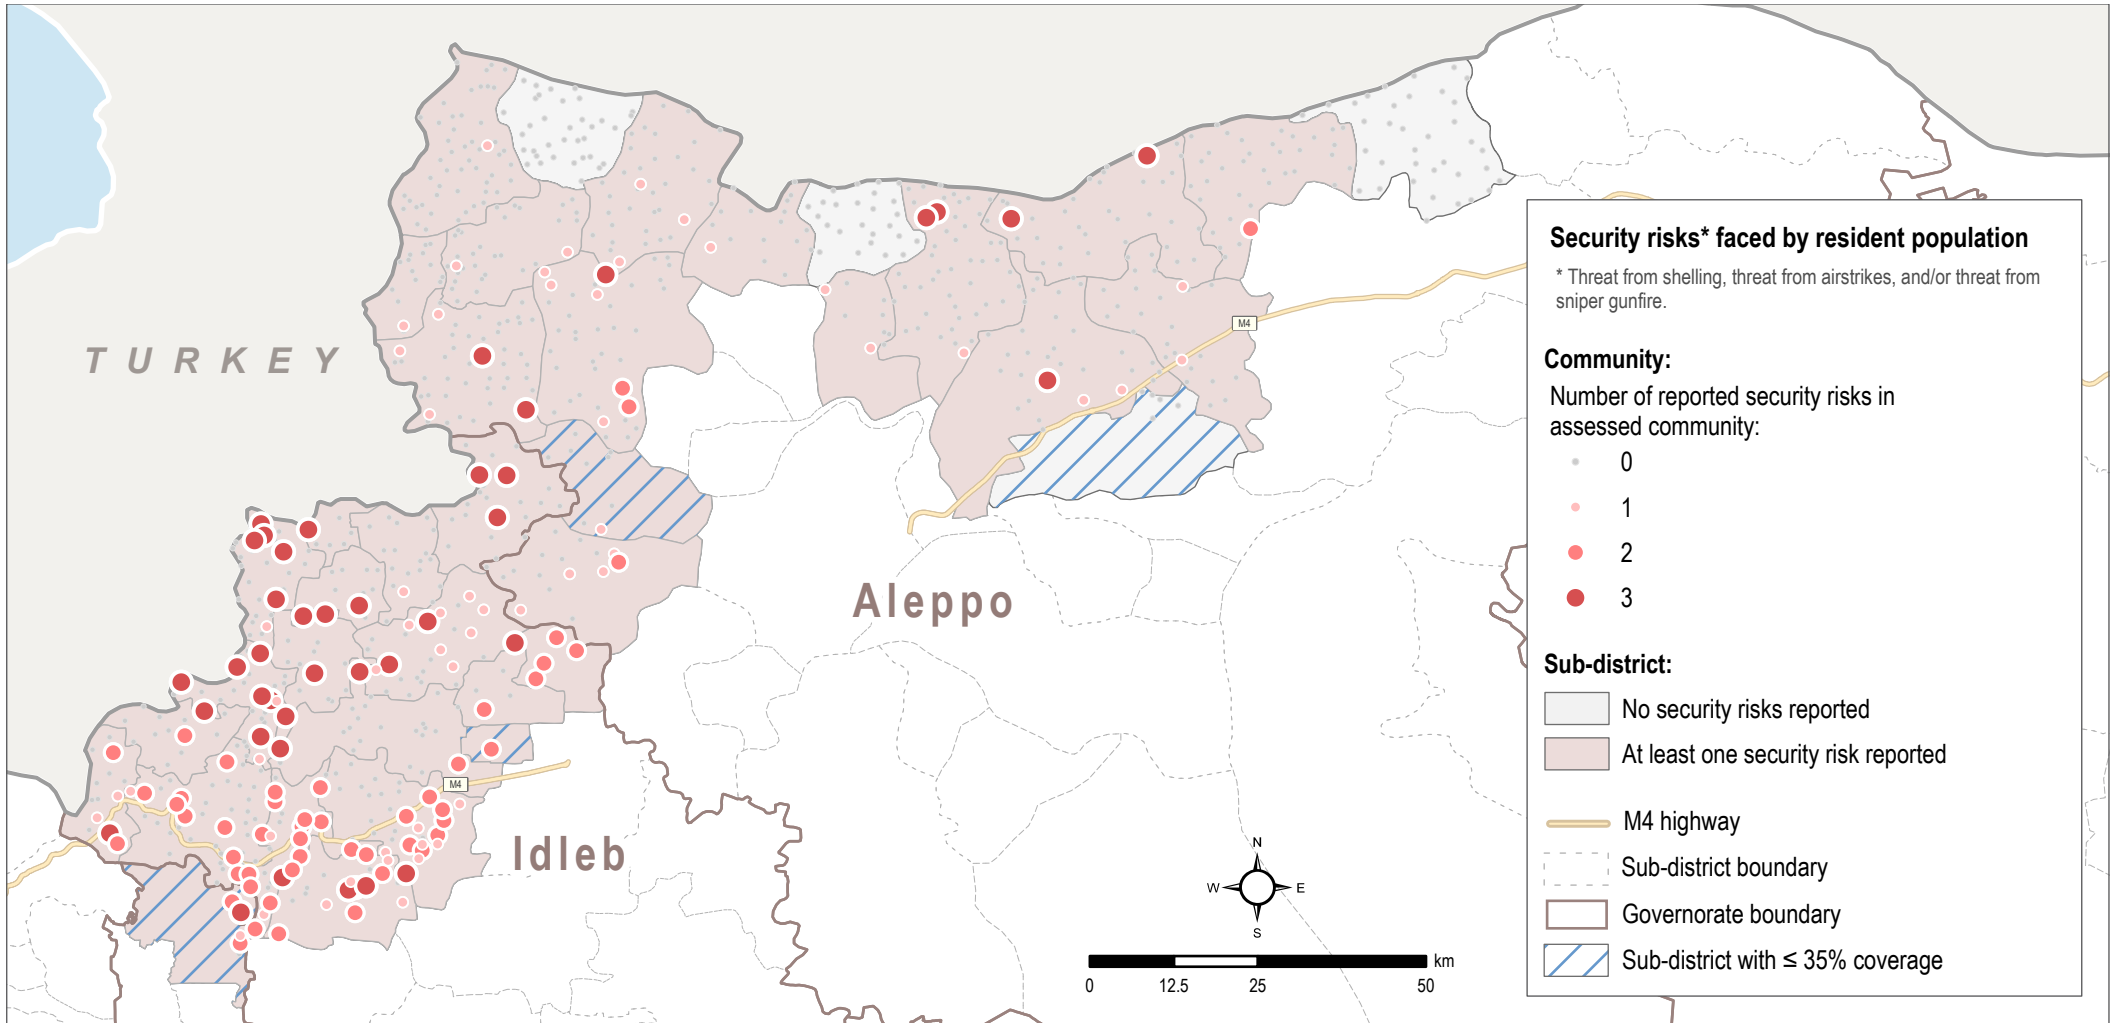 TURKEY
M4
Aleppo
M4
Idleb
N
W
E
S
km
0
12.5
25
50
Security risks* faced by resident population
* Threat from shelling, threat from airstrikes, and/or threat from
sniper gunfire.
Community:
Number of reported security risks in
assessed community:
0
1
2
3
Sub-district:
No security risks reported
At least one security risk reported
M4 highway
Sub-district boundary
Governorate boundary
Sub-district with ≤ 35% coverage